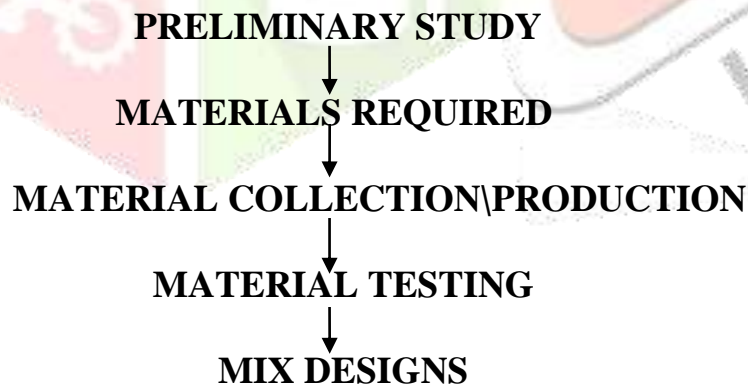 PRELIMINARY STUDY
MATERIALS REQUIRED
MATERIAL COLLECTION\PRODUCTION
MATERIAL TESTING
MIX DESIGNS